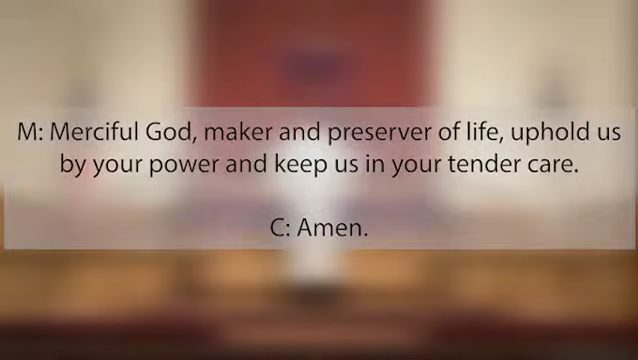 M: Merciful God, maker and preserver of life, uphold us
by your power and keep us in your tender care.
C: Amen.